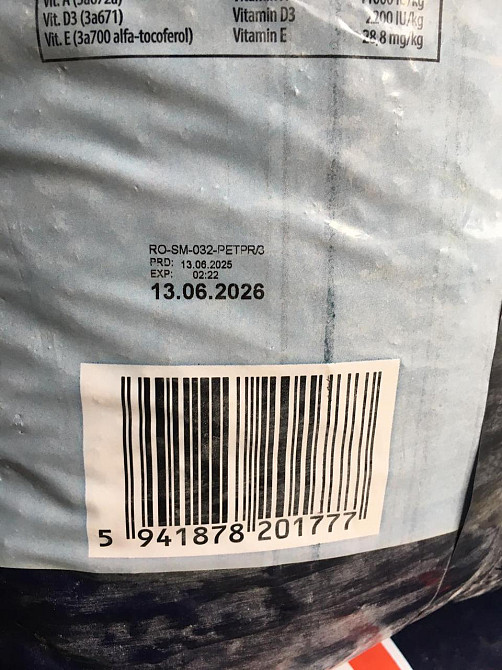 Vit. D3 (3a671) Vitamin D3 2.200 IU/kg
Vit. E (3a700 alfa-tocoferol) Vitamin E 28,8 mg/kg
RO-SM-032-PETPR/3
PRD: 13.06.2025
EXP: 02:22
13.06.2026
5 941878 201777